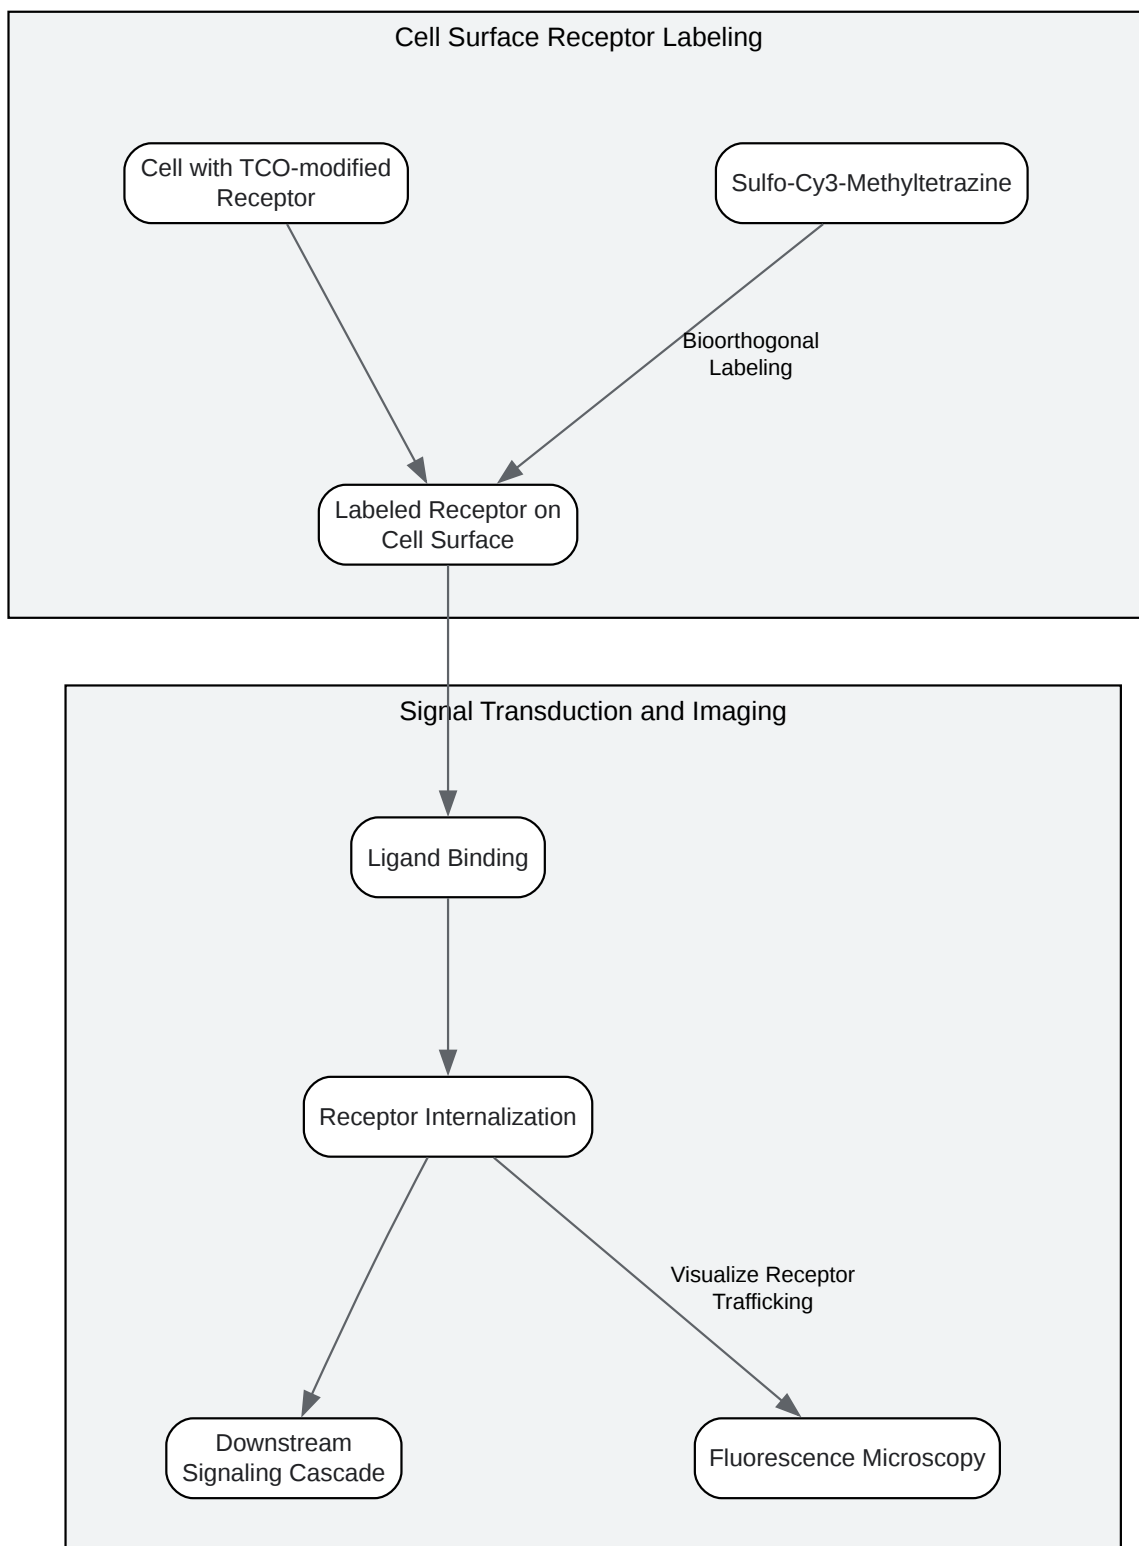 Cell Surface Receptor Labeling
Cell with TCO-modified
Receptor
Sulfo-Cy3-Methyltetrazine
Bioorthogonal
Labeling
Labeled Receptor on
Cell Surface
Signal Transduction and Imaging
Ligand Binding
Receptor Internalization
Visualize Receptor
Trafficking
Downstream
Signaling Cascade
Fluorescence Microscopy